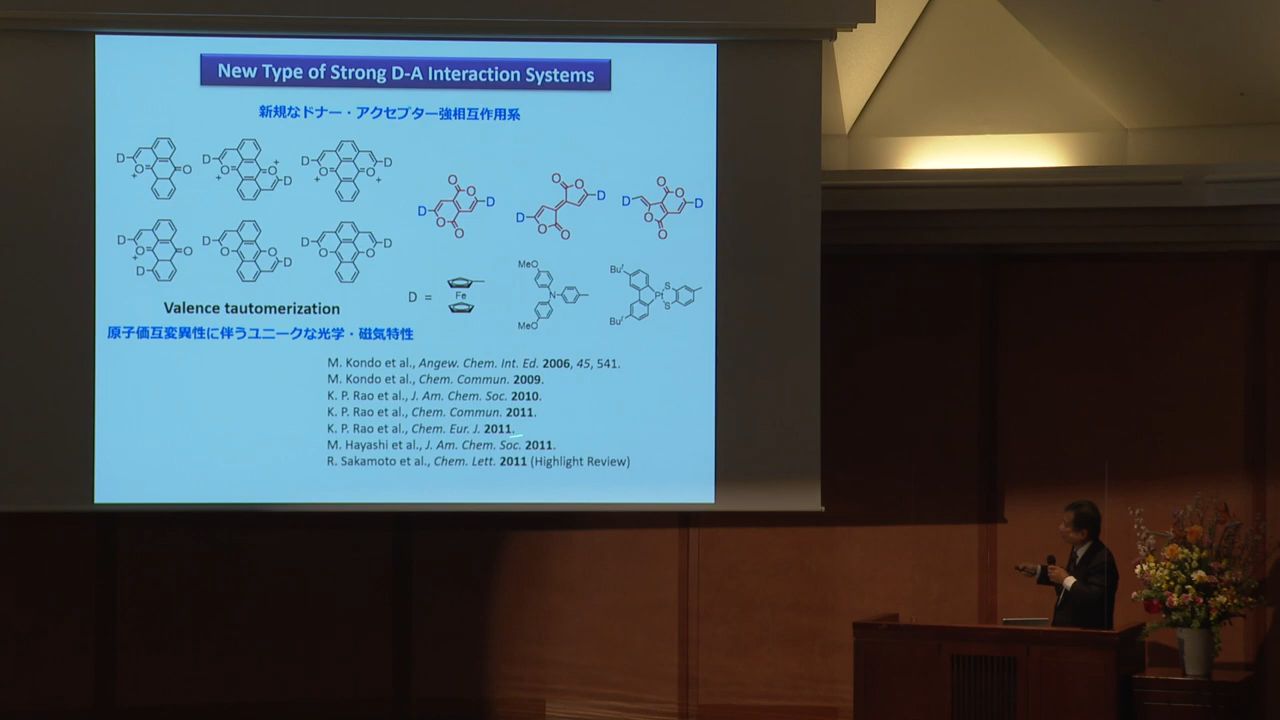 New Type of Strong D-A Interaction Systems
新規なドナー・アクセプター強相互作用系
D O O +
D O O D + +
D O O D + +
D O O D +
D O O D
D O O D
D O O O O D
D O O O O D
D O O O O D
Valence tautomerization
原子価互変異性に伴うユニークな光学・磁気特性
D =
Fe
MeO
N
MeO
Buᵗ
Pt S S
Buᵗ
M. Kondo et al., Angew. Chem. Int. Ed. 2006, 45, 541.
M. Kondo et al., Chem. Commun. 2009.
K. P. Rao et al., J. Am. Chem. Soc. 2010.
K. P. Rao et al., Chem. Commun. 2011.
K. P. Rao et al., Chem. Eur. J. 2011.
M. Hayashi et al., J. Am. Chem. Soc. 2011.
R. Sakamoto et al., Chem. Lett. 2011 (Highlight Review)